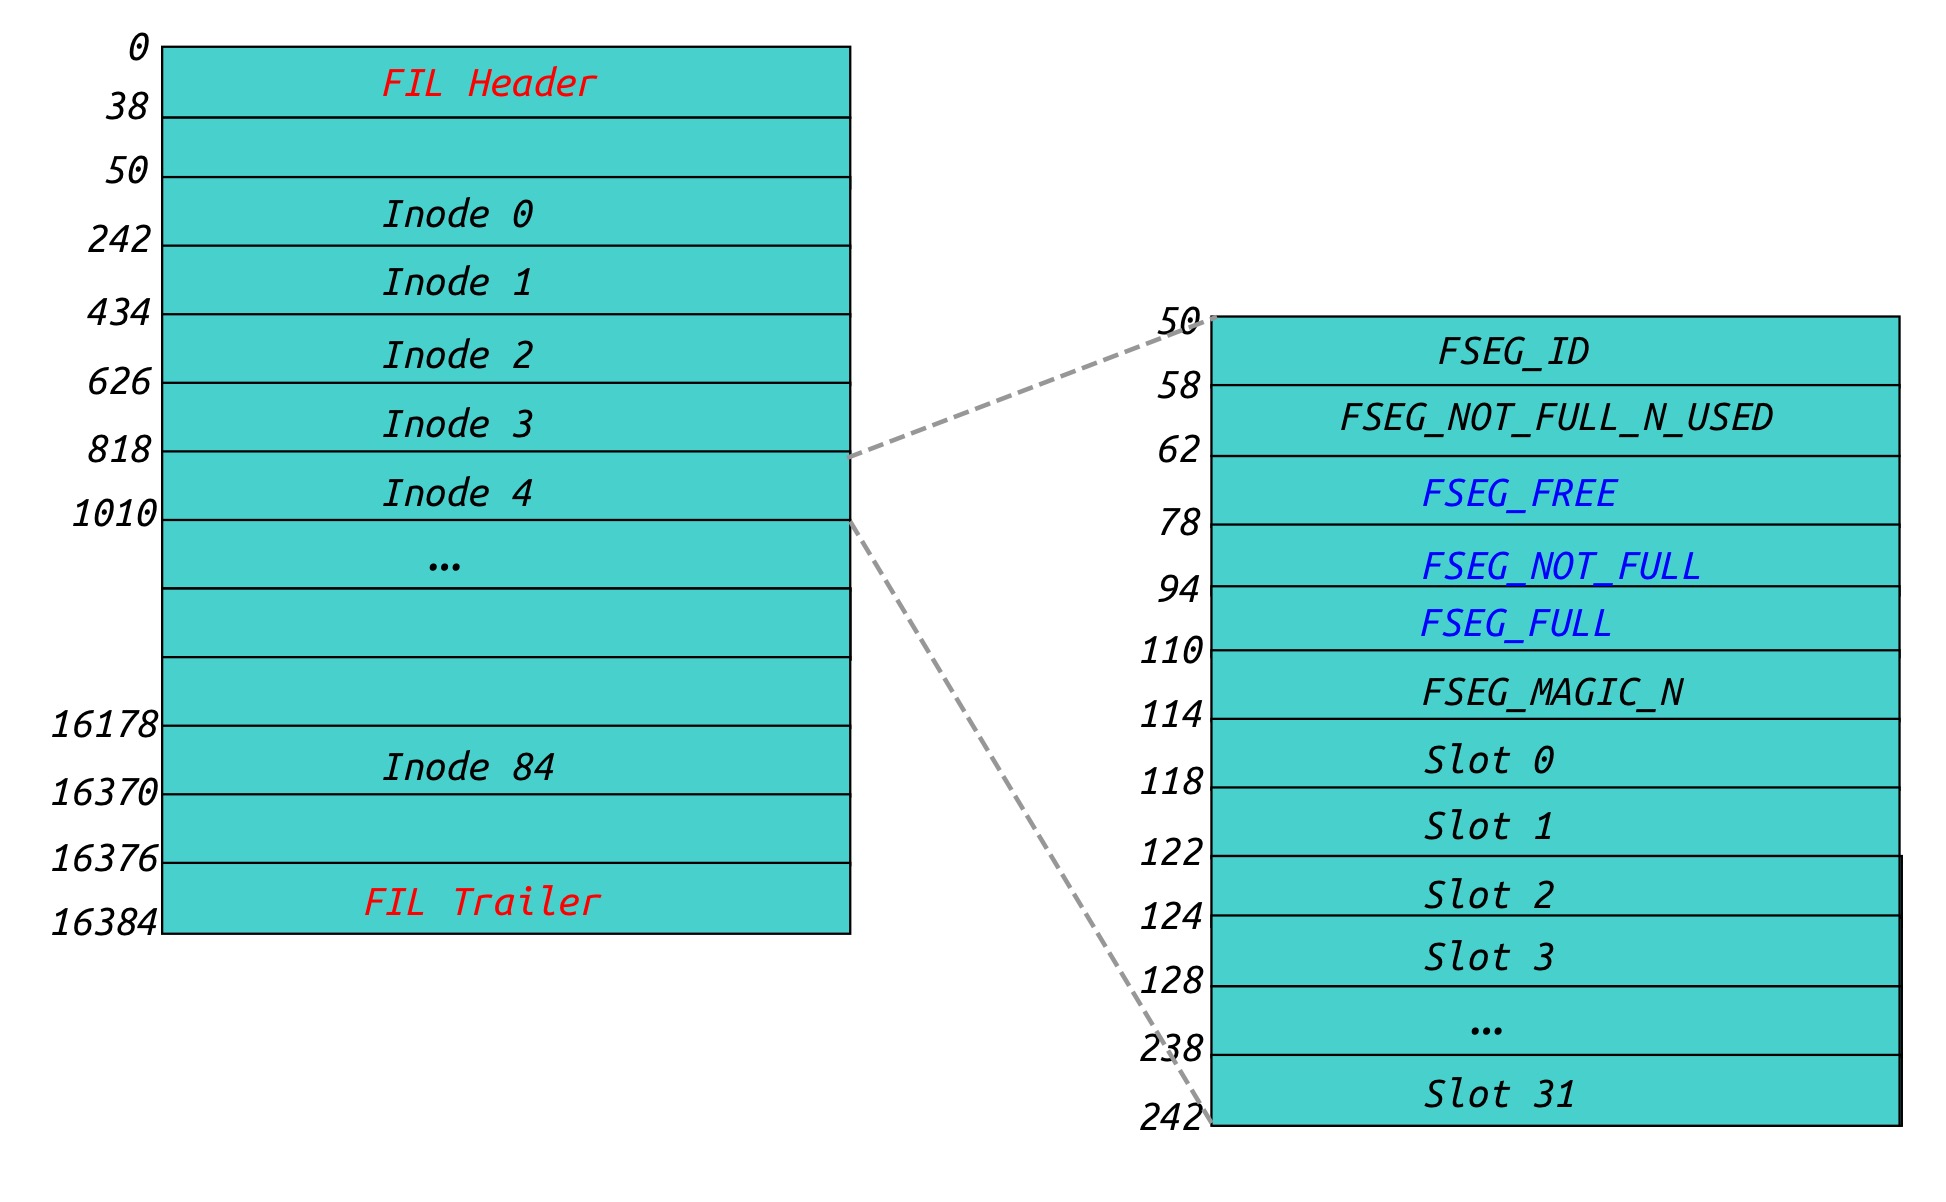 0
FIL Header
38
50
Inode 0
242
Inode 1
434
Inode 2
626
Inode 3
818
Inode 4
1010
...
16178
Inode 84
16370
16376
FIL Trailer
16384
50
FSEG_ID
58
FSEG_NOT_FULL_N_USED
62
FSEG_FREE
78
FSEG_NOT_FULL
94
FSEG_FULL
110
FSEG_MAGIC_N
114
Slot 0
118
Slot 1
122
Slot 2
124
Slot 3
128
...
238
Slot 31
242